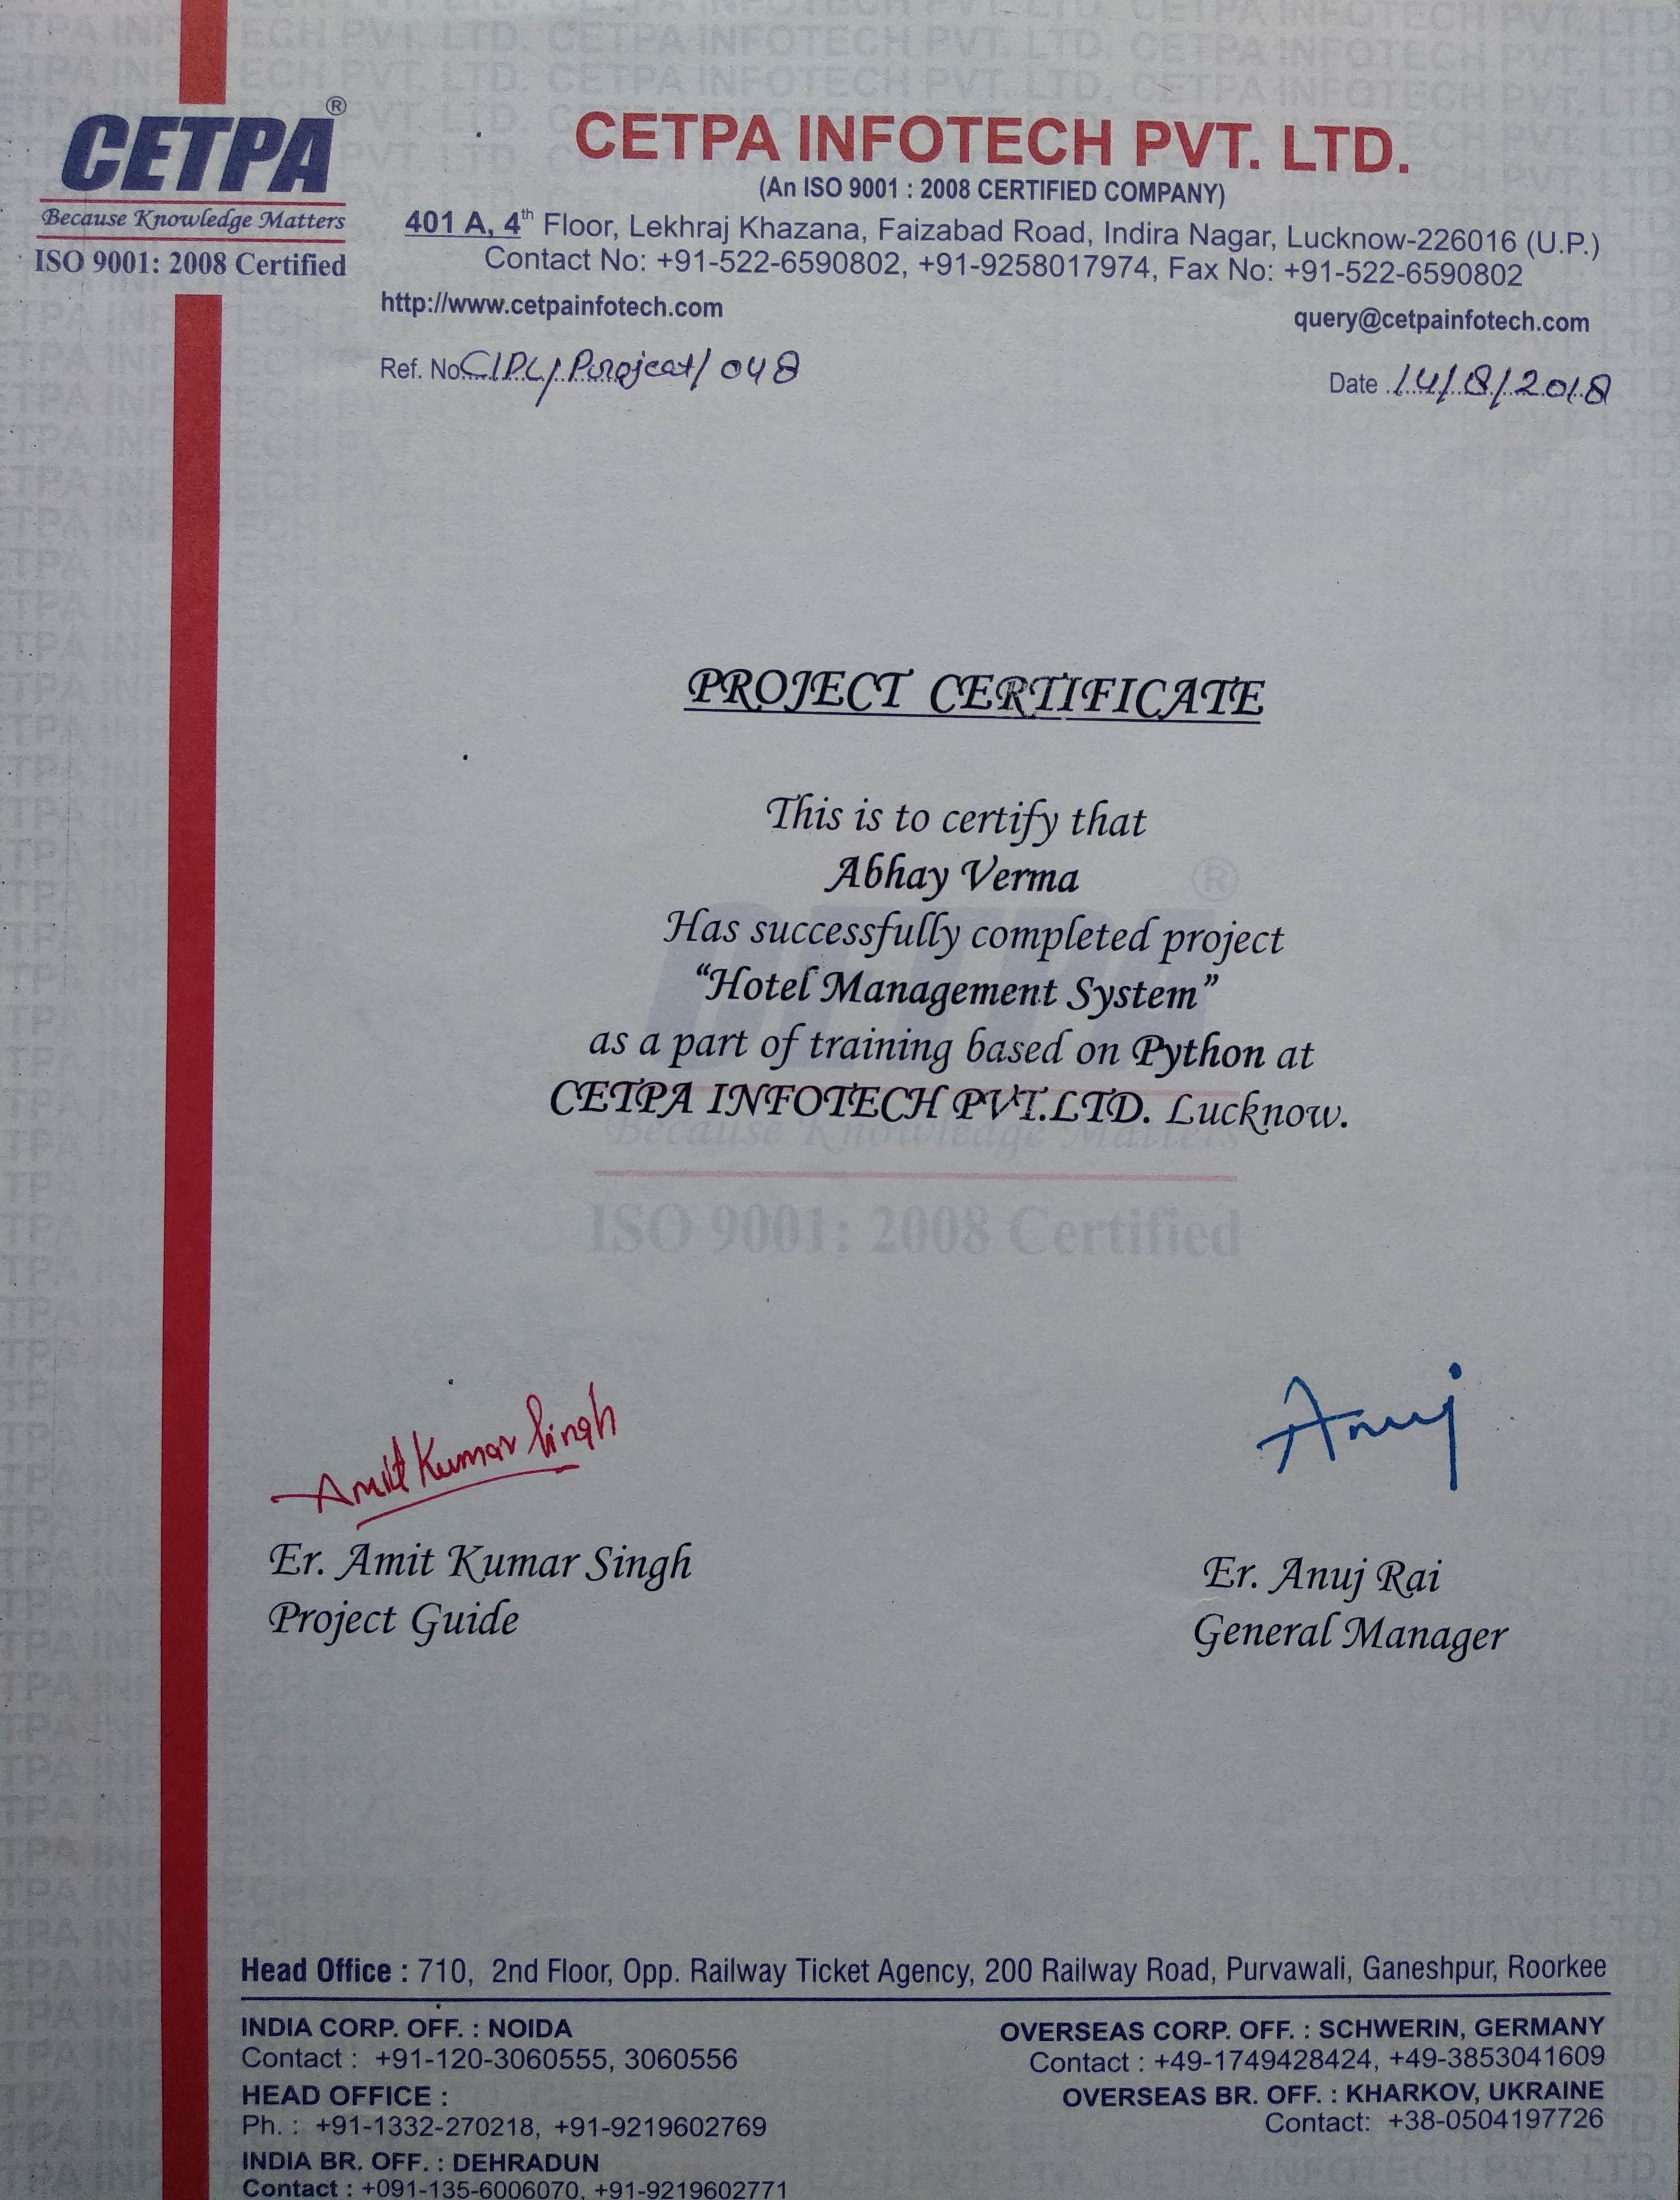 CETPA®
Because Knowledge Matters
ISO 9001: 2008 Certified
CETPA INFOTECH PVT. LTD.
(An ISO 9001 : 2008 CERTIFIED COMPANY)
401 A, 4th Floor, Lekhraj Khazana, Faizabad Road, Indira Nagar, Lucknow-226016 (U.P.)
Contact No: +91-522-6590802, +91-9258017974, Fax No: +91-522-6590802
http://www.cetpainfotech.com
query@cetpainfotech.com
Ref. No. CIPL/Project/048
Date 14/8/2018
PROJECT CERTIFICATE
This is to certify that
Abhay Verma
Has successfully completed project
“Hotel Management System”
as a part of training based on Python at
CETPA INFOTECH PVT.LTD. Lucknow.
Because Knowledge Matters
ISO 9001: 2008 Certified
Amit Kumar Singh
Anuj
Er. Amit Kumar Singh
Project Guide
Er. Anuj Rai
General Manager
Head Office : 710, 2nd Floor, Opp. Railway Ticket Agency, 200 Railway Road, Purvawali, Ganeshpur, Roorkee
INDIA CORP. OFF. : NOIDA
Contact : +91-120-3060555, 3060556
HEAD OFFICE :
Ph. : +91-1332-270218, +91-9219602769
INDIA BR. OFF. : DEHRADUN
Contact : +091-135-6006070, +91-9219602771
OVERSEAS CORP. OFF. : SCHWERIN, GERMANY
Contact : +49-1749428424, +49-3853041609
OVERSEAS BR. OFF. : KHARKOV, UKRAINE
Contact: +38-0504197726